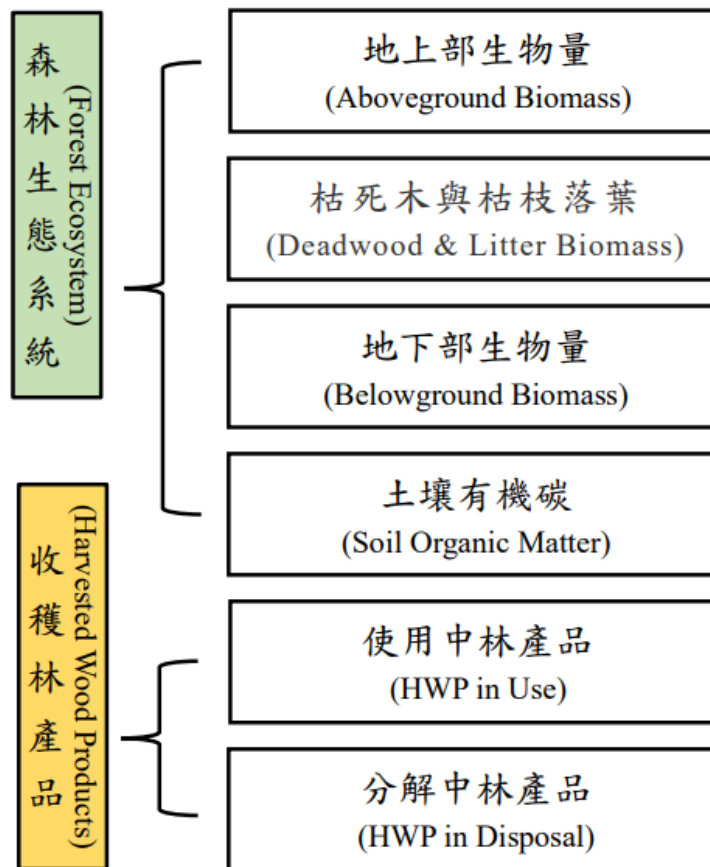 森林生態系統
(Forest Ecosystem)
地上部生物量
(Aboveground Biomass)
枯死木與枯枝落葉
(Deadwood & Litter Biomass)
地下部生物量
(Belowground Biomass)
土壤有機碳
(Soil Organic Matter)
收穫林產品
(Harvested Wood Products)
使用中林產品
(HWP in Use)
分解中林產品
(HWP in Disposal)